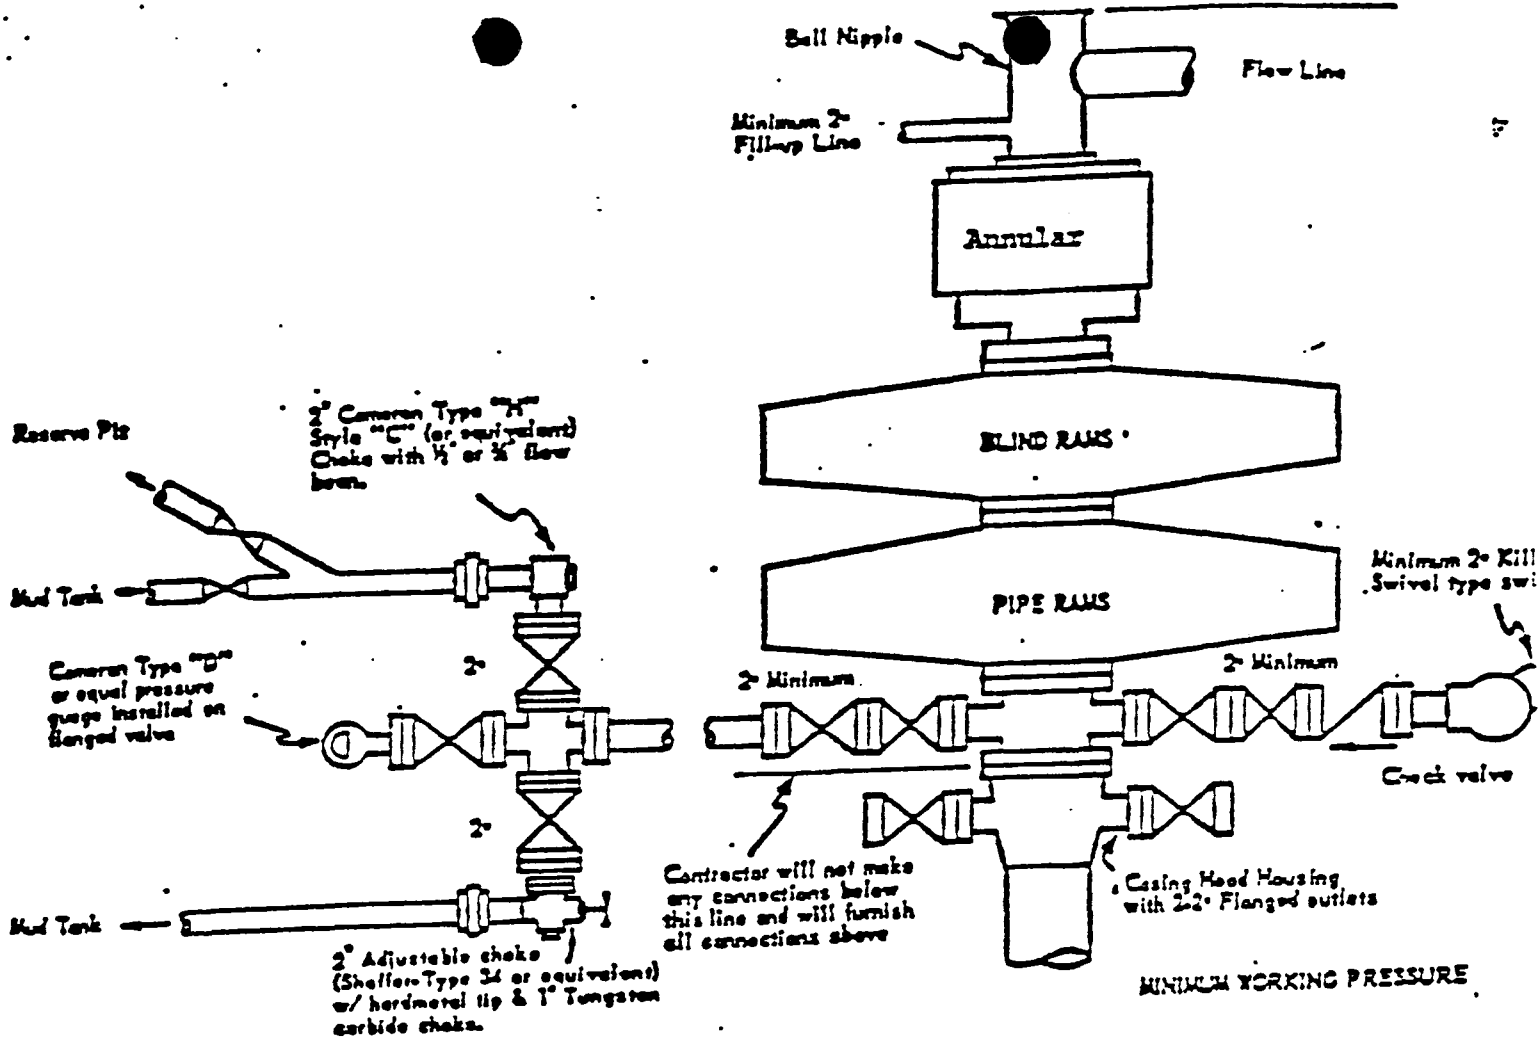 Bell Nipple
Flow Line
Minimum 2"
Fill-up Line
Annular
2" Cameron Type "H"
Style "C" (or equivalent)
Choke with ½" or ¾" flow
bean.
Reserve Pit
BLIND RAMS
Minimum 2" Kill
Swivel type swi
Mud Tank
PIPE RAMS
Cameron Type "D"
or equal pressure
guage installed on
flanged valve
2"
2" Minimum
2" Minimum
Check valve
2"
Contractor will not make
any connections below
this line and will furnish
all connections above
Casing Head Housing
with 2-2" Flanged outlets
Mud Tank
2" Adjustable choke
(Shaffer-Type 34 or equivalent)
w/ hardmetal tip & 1" Tungsten
carbide choke.
MINIMUM WORKING PRESSURE